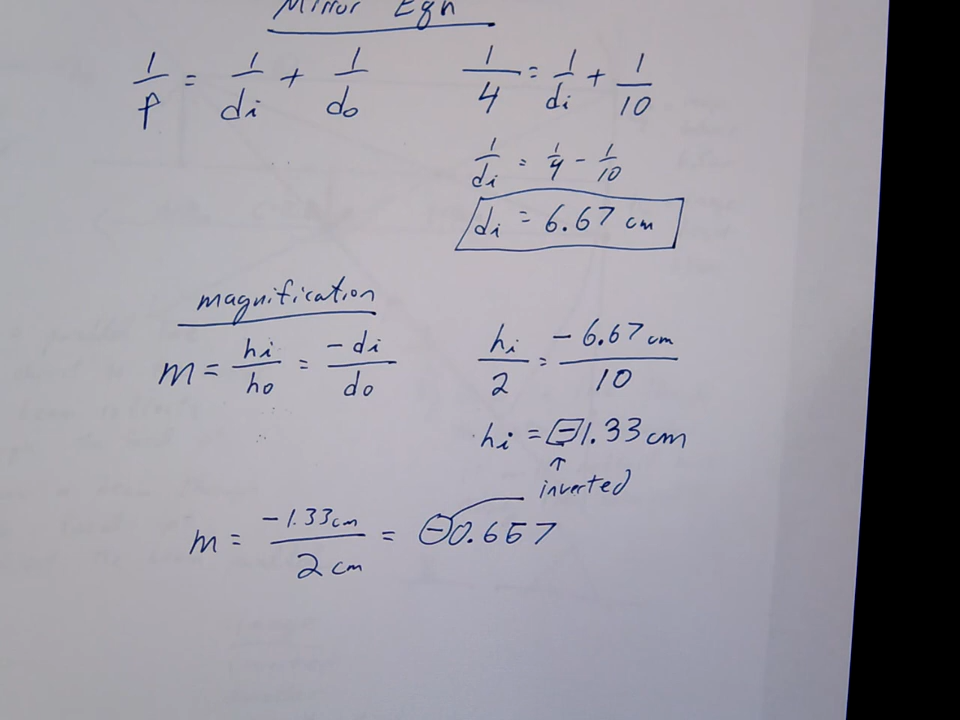 Mirror Eqn
1/f = 1/di + 1/do
1/4 = 1/di + 1/10
1/di = 1/4 - 1/10
di = 6.67 cm
magnification
m = hi/ho = -di/do
hi/2 = -6.67 cm/10
hi = -1.33 cm
↑
inverted
m = -1.33cm/2 cm = -0.667